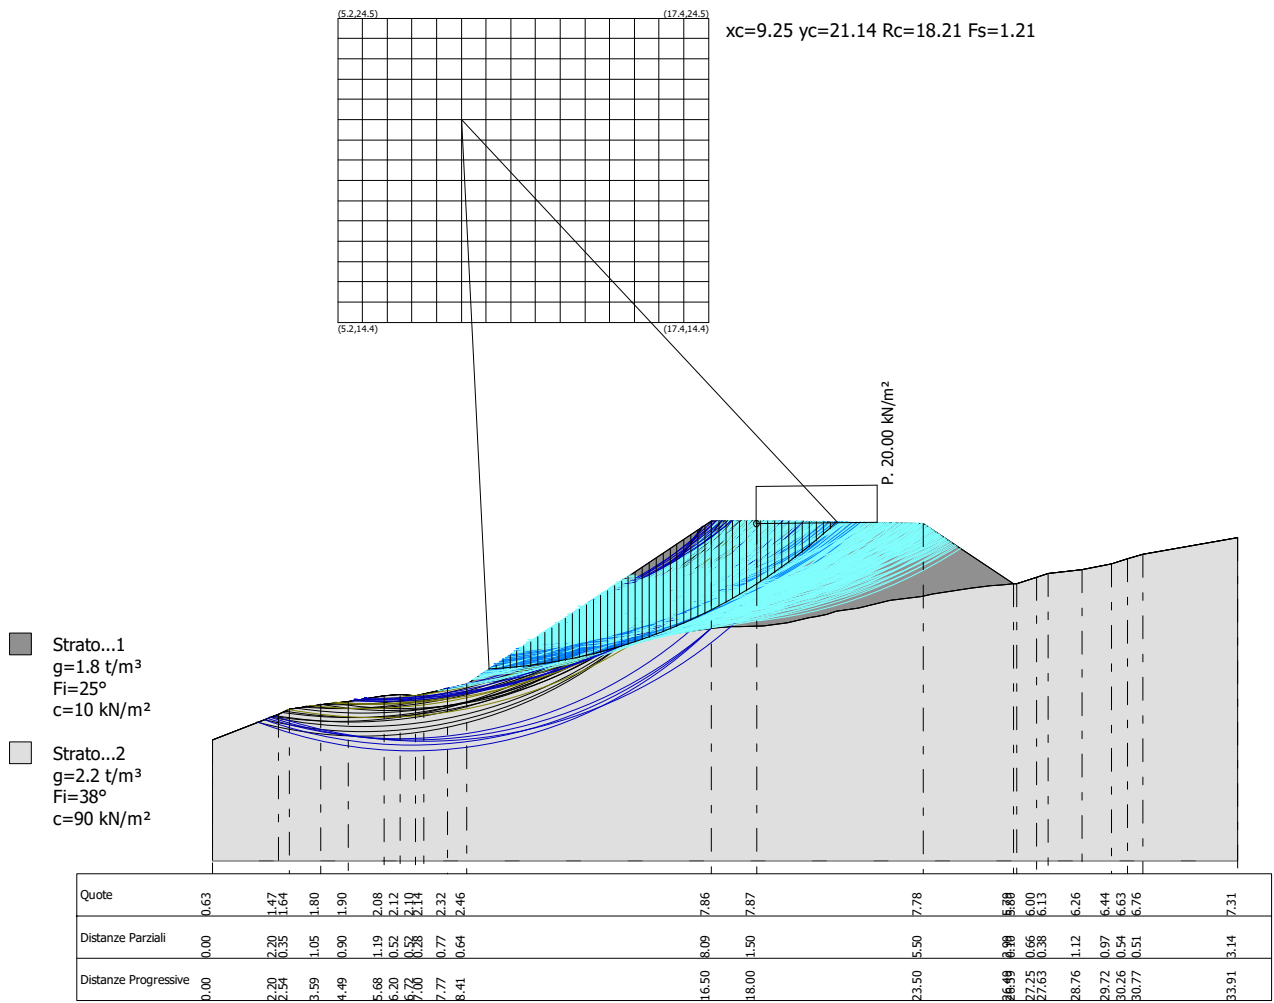 (5.2,24.5)
(17.4,24.5)
xc=9.25 yc=21.14 Rc=18.21 Fs=1.21
(5.2,14.4)
(17.4,14.4)
P. 20.00 kN/m²
Strato...1
g=1.8 t/m³
Fi=25°
c=10 kN/m²
Strato...2
g=2.2 t/m³
Fi=38°
c=90 kN/m²
Quote 0.63 1.47 1.64 1.80 1.90 2.08 2.12 2.10 2.14 2.32 2.46 7.86 7.87 7.78 6.00 6.13 6.26 6.44 6.63 6.76 7.31
Distanze Parziali 0.00 2.20 0.35 1.05 0.90 1.19 0.52 0.52 0.28 0.77 0.64 8.09 1.50 5.50 0.66 0.38 1.12 0.97 0.54 0.51 3.14
Distanze Progressive 0.00 2.20 2.54 3.59 4.49 5.68 6.20 6.72 7.00 7.77 8.41 16.50 18.00 23.50 27.25 27.63 28.76 29.72 30.26 30.77 33.91